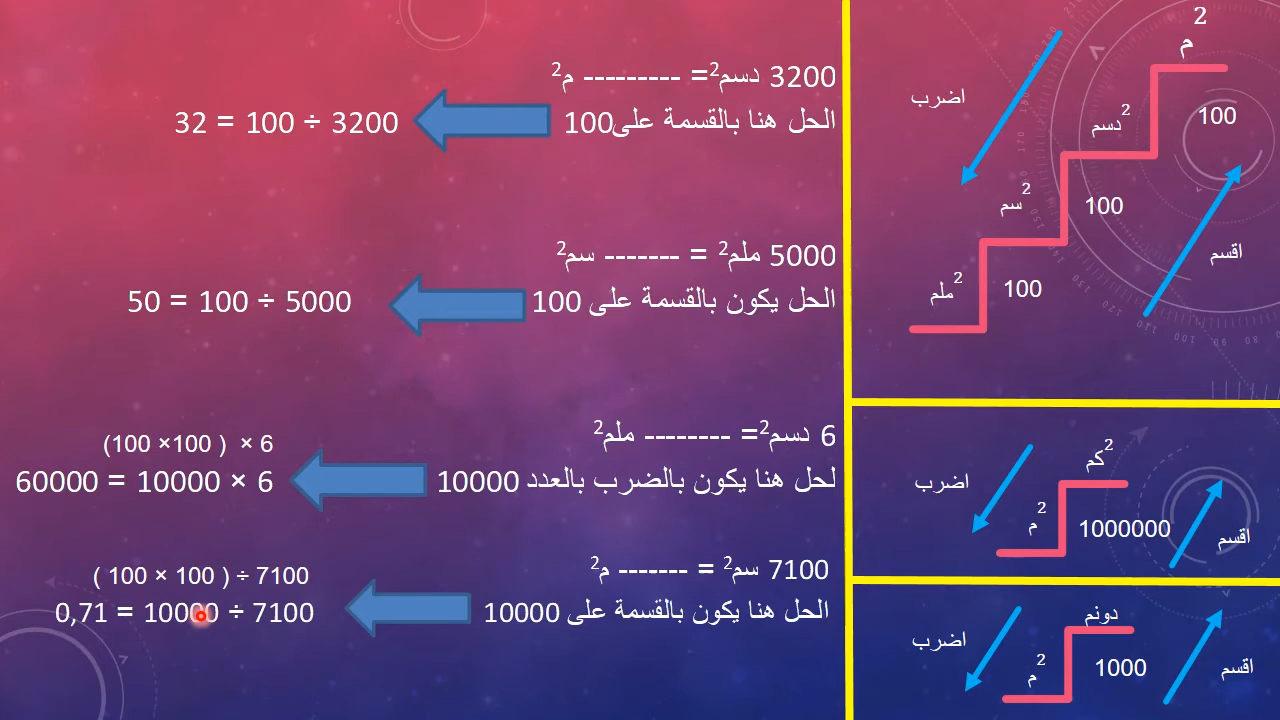 3200 دسم2= --------- م2
الحل هنا بالقسمة على100
3200 ÷ 100 = 32
5000 ملم2 = ------- سم2
الحل يكون بالقسمة على 100
5000 ÷ 100 = 50
6 دسم2= -------- ملم2
لحل هنا يكون بالضرب بالعدد 10000
6 × (100× 100 )
6 × 10000 = 60000
7100 سم2 = ------- م2
الحل هنا يكون بالقسمة على 10000
7100 ÷ ( 100 × 100 )
7100 ÷ 10000 = 0,71
م2
اضرب
دسم2
100
سم2
100
اقسم
ملم2
100
كم2
اضرب
م2
1000000
اقسم
دونم
اضرب
م2
1000
اقسم